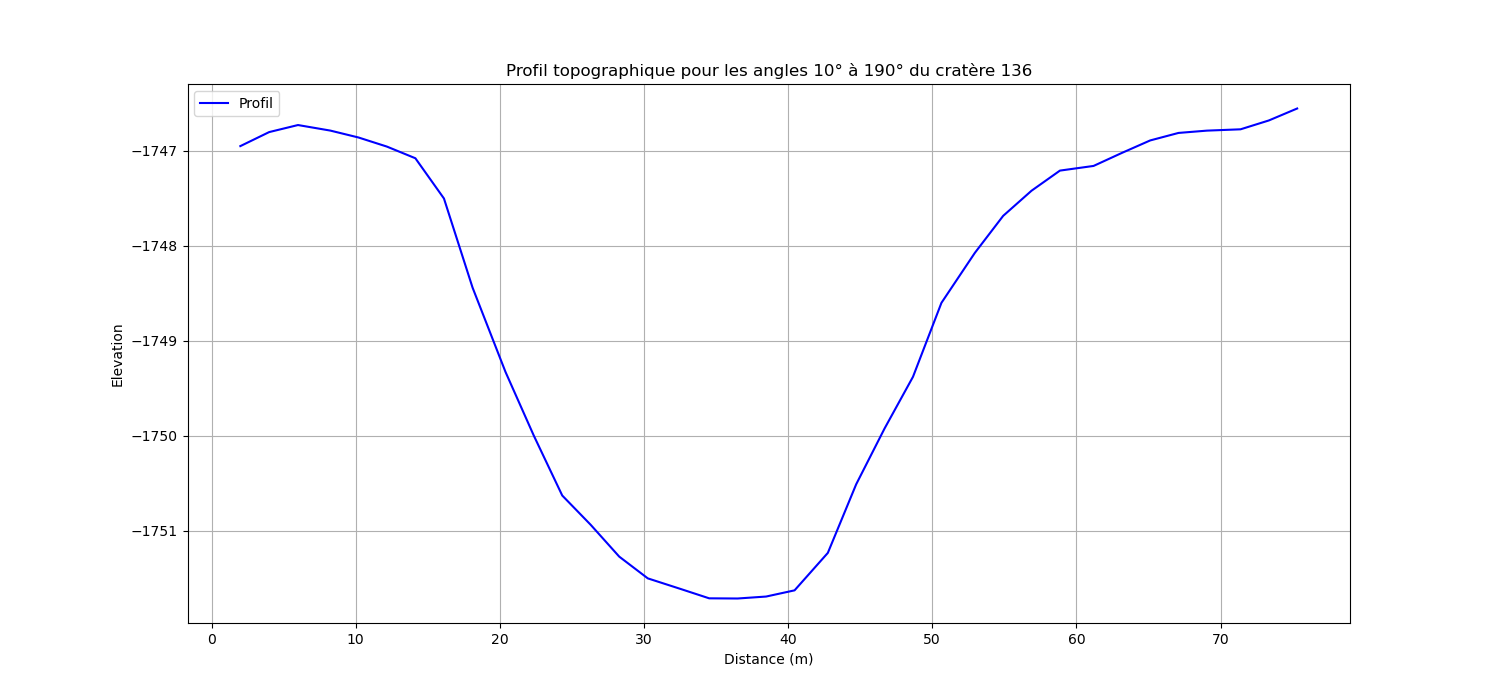 Profil topographique pour les angles 10° à 190° du cratère 136
Profil
−1747
−1748
−1749
−1750
−1751
Elevation
0 10 20 30 40 50 60 70
Distance (m)